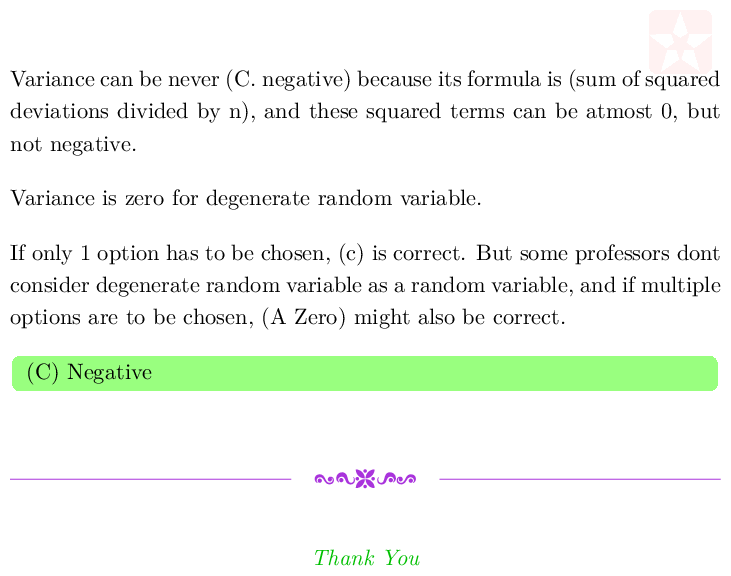 Variance can be never (C. negative) because its formula is (sum of squared
deviations divided by n), and these squared terms can be atmost 0, but
not negative.
Variance is zero for degenerate random variable.
If only 1 option has to be chosen, (c) is correct. But some professors dont
consider degenerate random variable as a random variable, and if multiple
options are to be chosen, (A Zero) might also be correct.
(C) Negative
Thank You